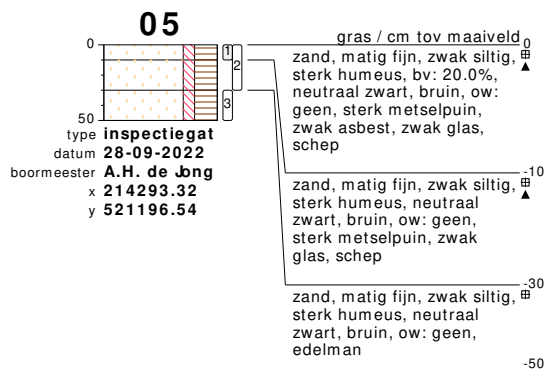 05
gras / cm tov maaiveld
0
0
1
2
3
50
zand, matig fijn, zwak siltig,
sterk humeus, bv: 20.0%,
neutraal zwart, bruin, ow:
geen, sterk metselpuin,
zwak asbest, zwak glas,
schep
-10
zand, matig fijn, zwak siltig,
sterk humeus, neutraal
zwart, bruin, ow: geen,
sterk metselpuin, zwak
glas, schep
-30
zand, matig fijn, zwak siltig,
sterk humeus, neutraal
zwart, bruin, ow: geen,
edelman
-50
type inspectiegat
datum 28-09-2022
boormeester A.H. de Jong
x 214293.32
y 521196.54